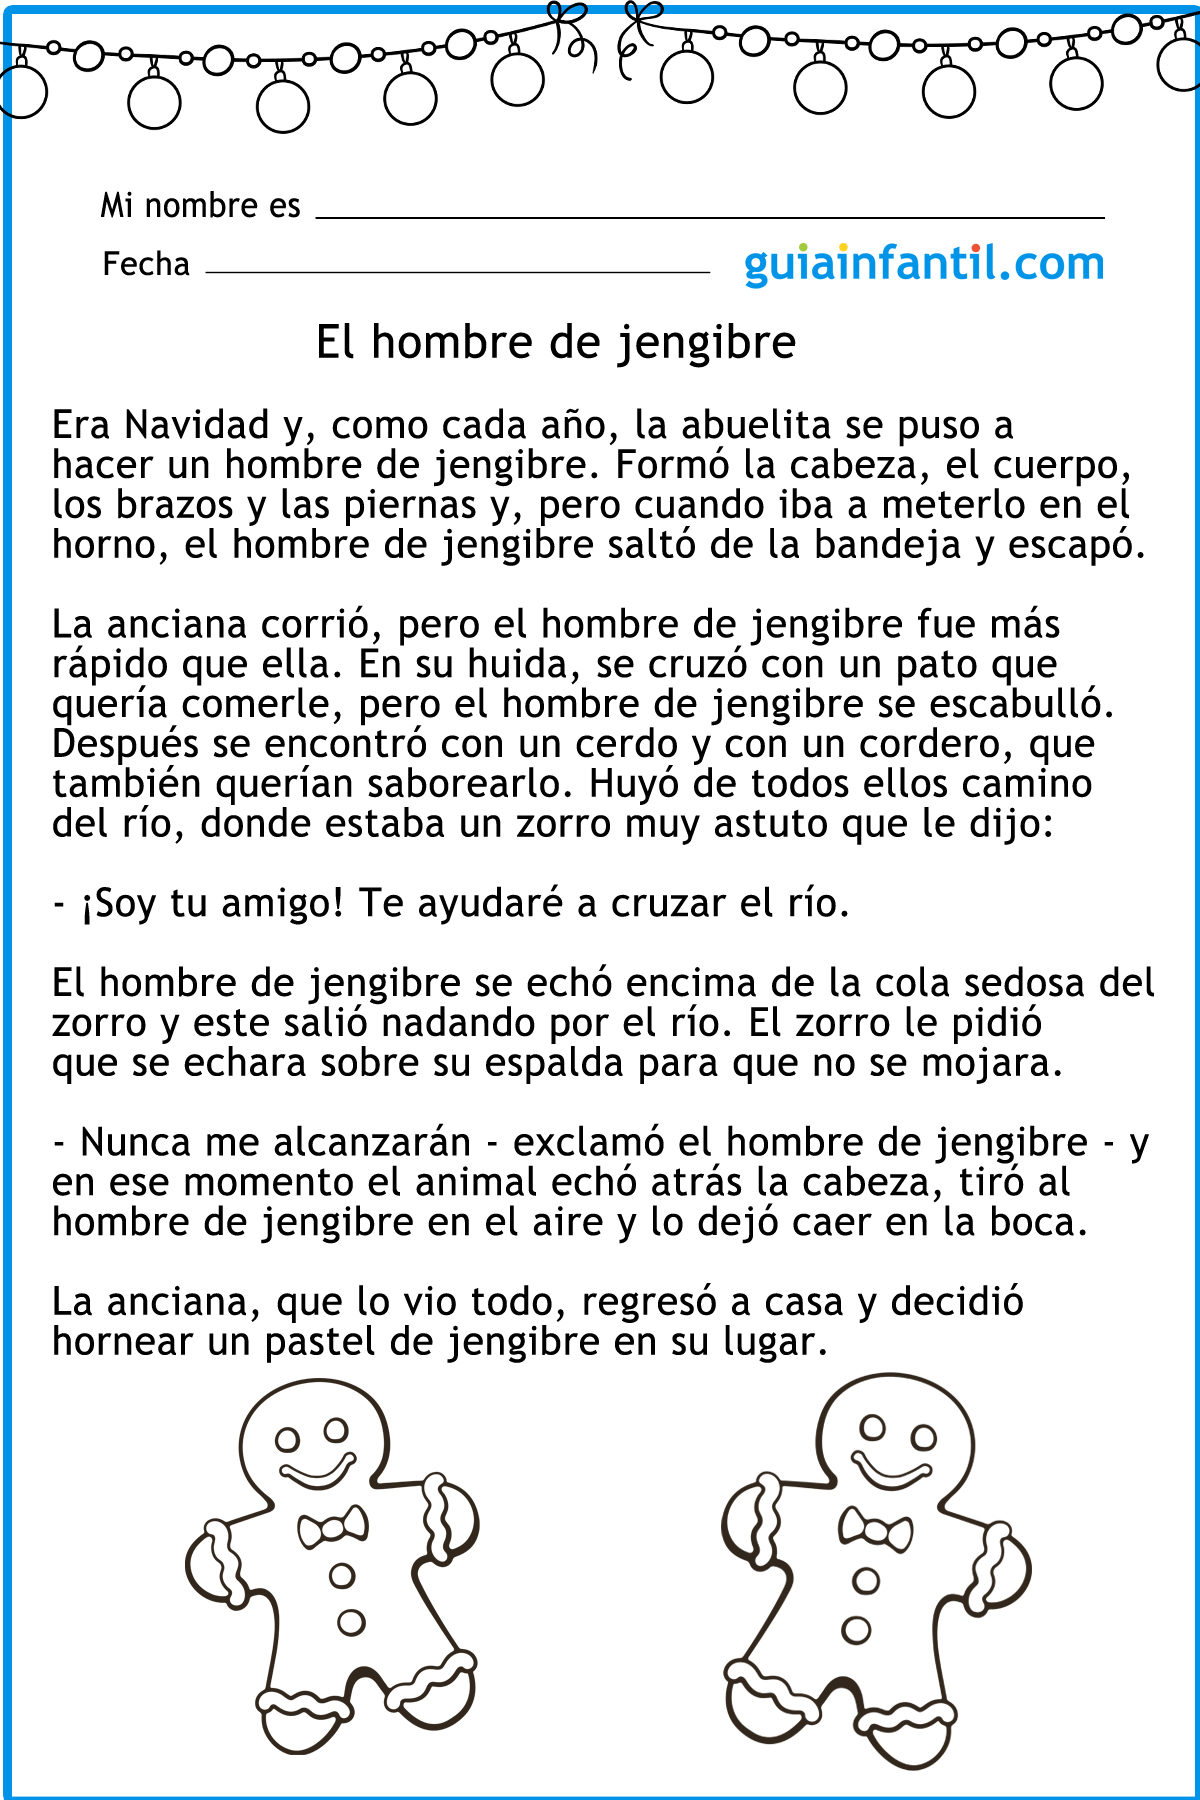 Mi nombre es
Fecha
guiainfantil.com
El hombre de jengibre
Era Navidad y, como cada año, la abuelita se puso a
hacer un hombre de jengibre. Formó la cabeza, el cuerpo,
los brazos y las piernas y, pero cuando iba a meterlo en el
horno, el hombre de jengibre saltó de la bandeja y escapó.
La anciana corrió, pero el hombre de jengibre fue más
rápido que ella. En su huida, se cruzó con un pato que
quería comerle, pero el hombre de jengibre se escabulló.
Después se encontró con un cerdo y con un cordero, que
también querían saborearlo. Huyó de todos ellos camino
del río, donde estaba un zorro muy astuto que le dijo:
- ¡Soy tu amigo! Te ayudaré a cruzar el río.
El hombre de jengibre se echó encima de la cola sedosa del
zorro y este salió nadando por el río. El zorro le pidió
que se echara sobre su espalda para que no se mojara.
- Nunca me alcanzarán - exclamó el hombre de jengibre - y
en ese momento el animal echó atrás la cabeza, tiró al
hombre de jengibre en el aire y lo dejó caer en la boca.
La anciana, que lo vio todo, regresó a casa y decidió
hornear un pastel de jengibre en su lugar.